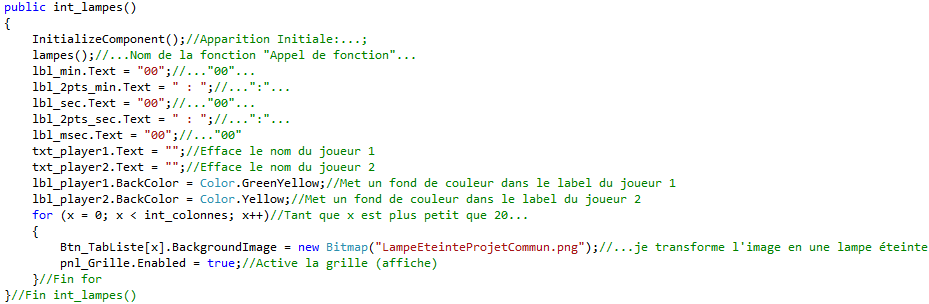 public int_lampes()
{
InitializeComponent();//Apparition Initiale:...;
lampes();//...Nom de la fonction "Appel de fonction"...
lbl_min.Text = "00";//..."00"...
lbl_2pts_min.Text = " : ";//...":"...
lbl_sec.Text = "00";//..."00"...
lbl_2pts_sec.Text = " : ";//...":"...
lbl_msec.Text = "00";//..."00"
txt_player1.Text = "";//Efface le nom du joueur 1
txt_player2.Text = "";//Efface le nom du joueur 2
lbl_player1.BackColor = Color.GreenYellow;//Met un fond de couleur dans le label du joueur 1
lbl_player2.BackColor = Color.Yellow;//Met un fond de couleur dans le label du joueur 2
for (x = 0; x < int_colonnes; x++)//Tant que x est plus petit que 20...
{
Btn_TabListe[x].BackgroundImage = new Bitmap("LampeEteinteProjetCommun.png");//...je transforme l'image en une lampe éteinte
pnl_Grille.Enabled = true;//Active la grille (affiche)
}//Fin for
}//Fin int_lampes()